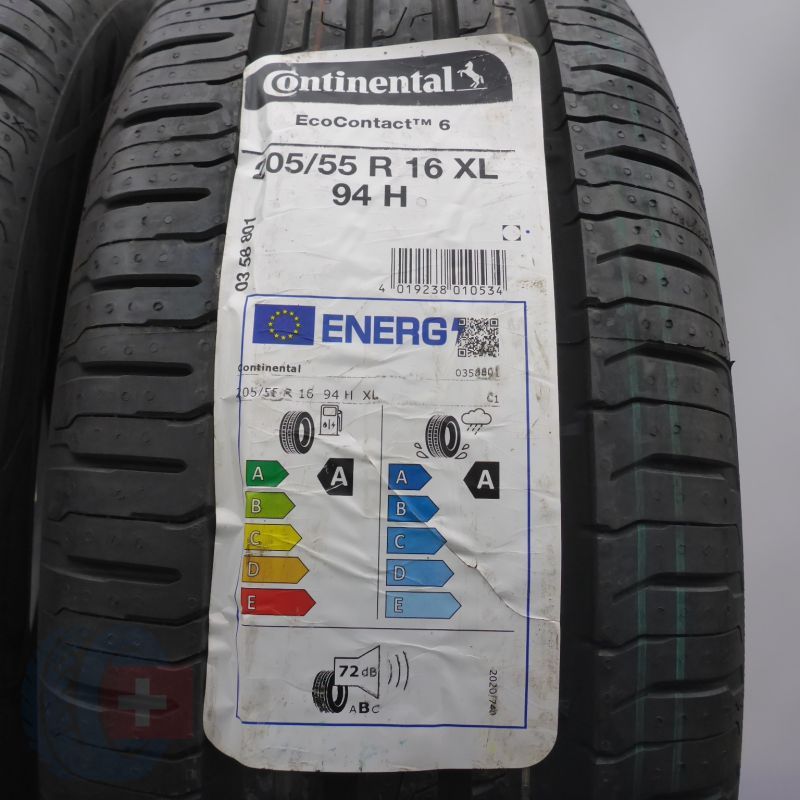 Continental
EcoContact™ 6
205/55 R 16 XL
94 H
03 58 801
4 019238 010534
ENERG
Continental
0358801
205/55 R 16 94 H XL
C1
A
A
B
C
D
E
A
A
B
C
D
E
72 dB
ABC
2020/740